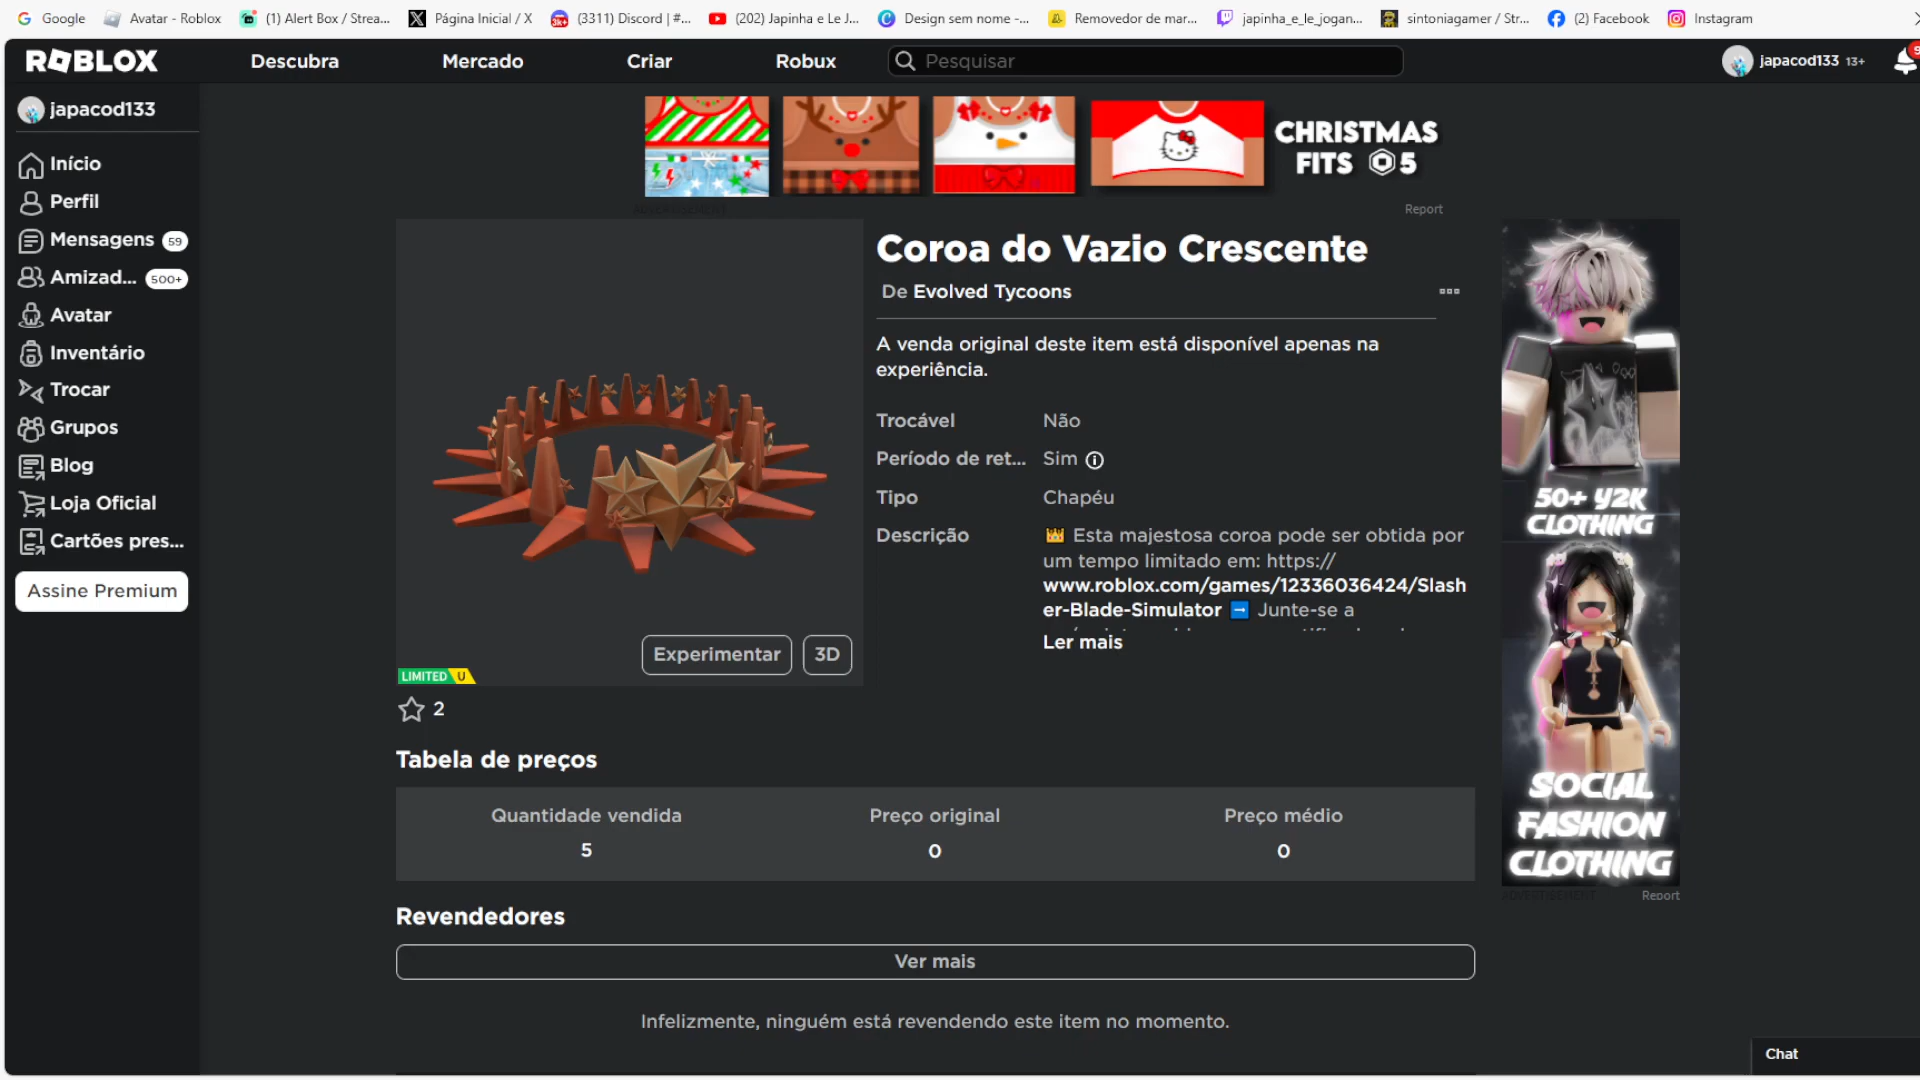 Google
Avatar - Roblox
(1) Alert Box / Strea...
Página Inicial / X
(3311) Discord | #...
(202) Japinha e Le J...
Design sem nome -...
Removedor de mar...
japinha_e_le_jogan...
sintoniagamer / Str...
(2) Facebook
Instagram
ROBLOX
Descubra
Mercado
Criar
Robux
Pesquisar
japacod133 13+
9
japacod133
Início
Perfil
Mensagens 59
Amizad... 500+
Avatar
Inventário
Trocar
Grupos
Blog
Loja Oficial
Cartões pres...
Assine Premium
CHRISTMAS
FITS 5
ADVERTISEMENT
Report
Coroa do Vazio Crescente
De Evolved Tycoons
A venda original deste item está disponível apenas na
experiência.
Trocável Não
Período de ret... Sim
Tipo Chapéu
Descrição 👑 Esta majestosa coroa pode ser obtida por
um tempo limitado em: https://
www.roblox.com/games/12336036424/Slash
er-Blade-Simulator ➡ Junte-se a
Ler mais
Experimentar
3D
LIMITED U
2
Tabela de preços
Quantidade vendida Preço original Preço médio
5 0 0
Revendedores
Ver mais
Infelizmente, ninguém está revendendo este item no momento.
50+ Y2K
CLOTHING
SOCIAL
FASHION
CLOTHING
ADVERTISEMENT
Report
Chat